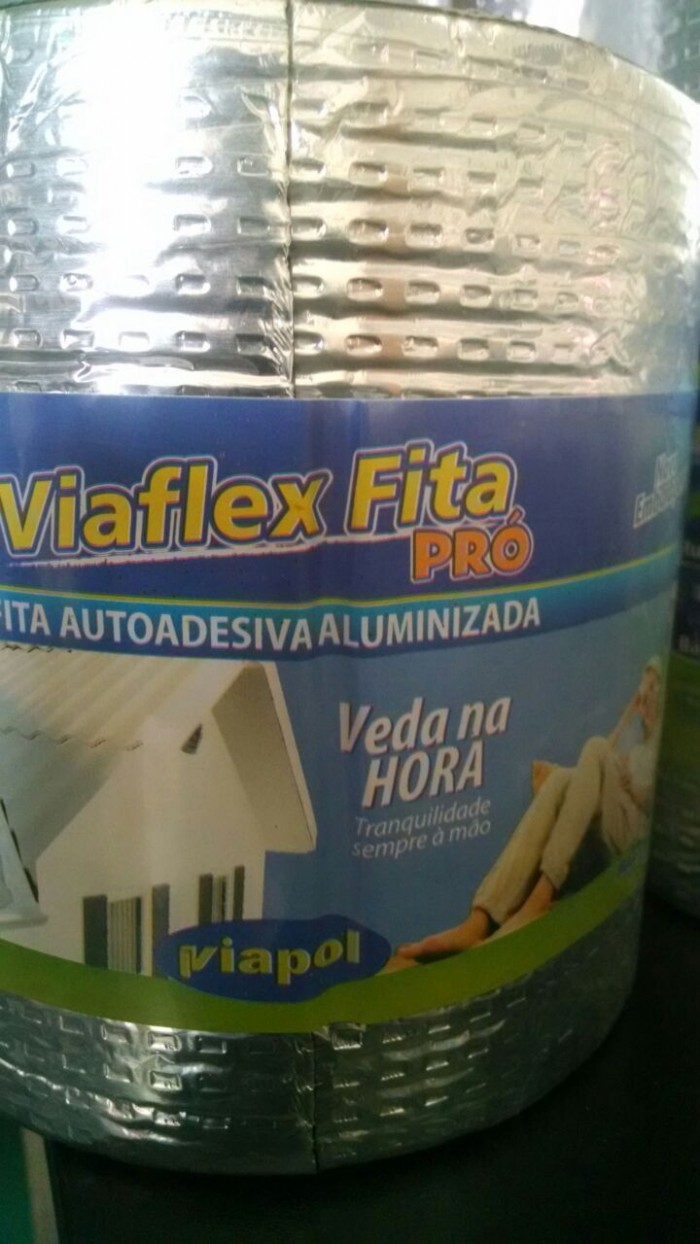 Viaflex Fita
PRÓ
FITA AUTOADESIVA ALUMINIZADA
Veda na
HORA
Tranquilidade
sempre à mão
viapol